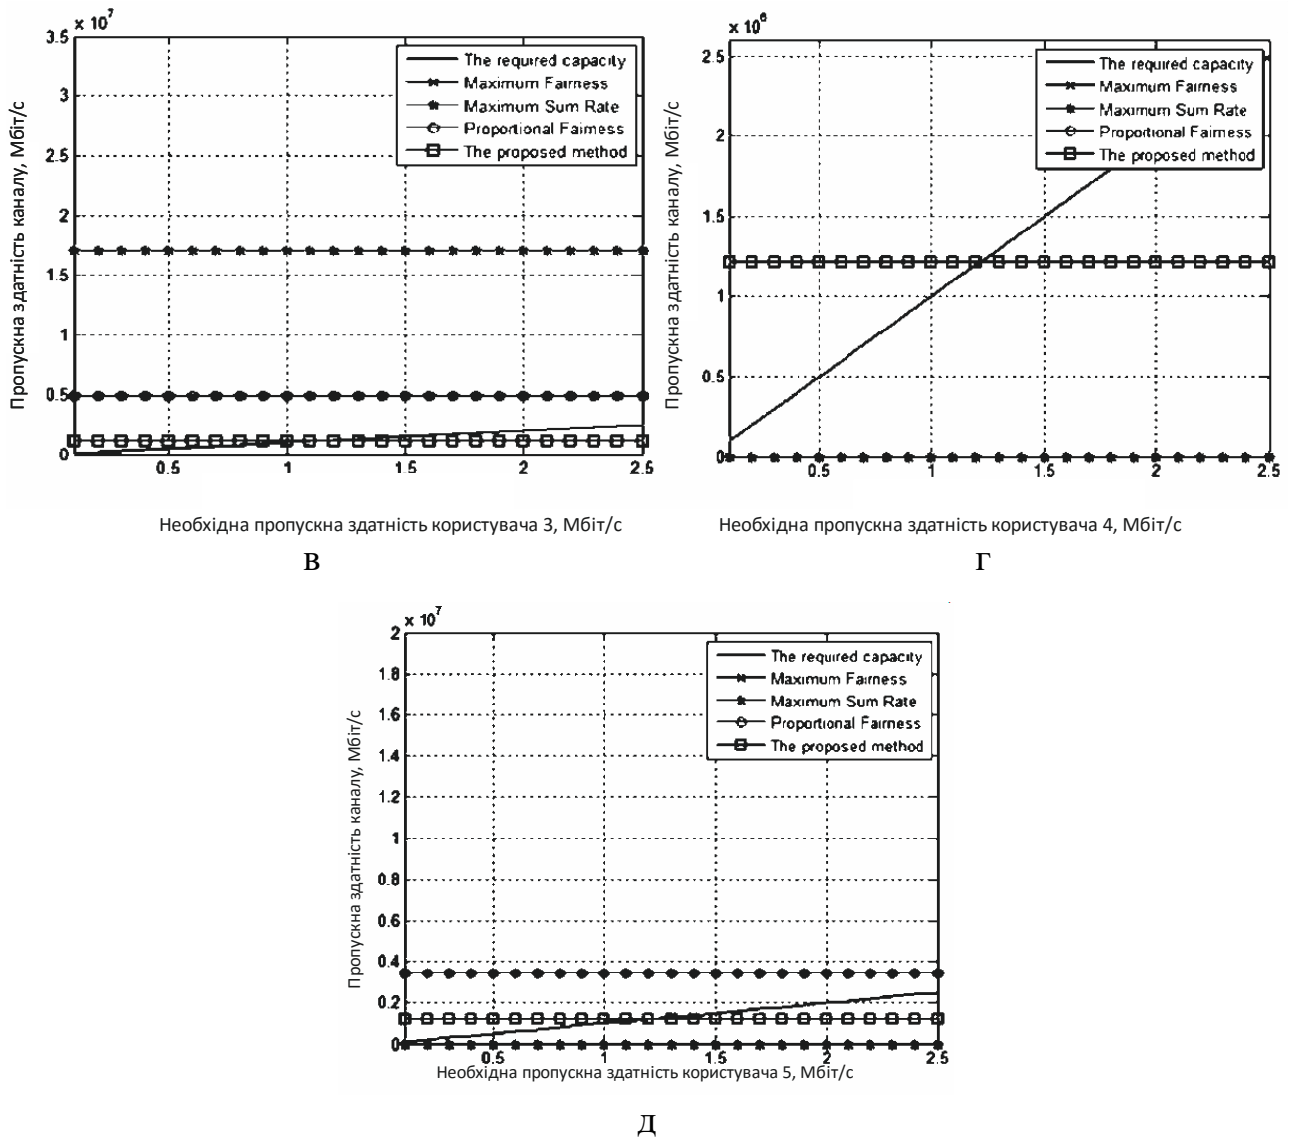 x 10⁷
3.5
3
2.5
2
1.5
1
0.5
0
0.5
1
1.5
2
2.5
The required capacity
Maximum Fairness
Maximum Sum Rate
Proportional Fairness
The proposed method
Пропускна здатність каналу, Мбіт/с
Необхідна пропускна здатність користувача 3, Мбіт/с
В
x 10⁶
2.5
2
1.5
1
0.5
0
0.5
1
1.5
2
2.5
The required capacity
Maximum Fairness
Maximum Sum Rate
Proportional Fairness
The proposed method
Пропускна здатність каналу, Мбіт/с
Необхідна пропускна здатність користувача 4, Мбіт/с
Г
x 10⁷
2
1.8
1.6
1.4
1.2
1
0.8
0.6
0.4
0.2
0
0.5
1
1.5
2
2.5
The required capacity
Maximum Fairness
Maximum Sum Rate
Proportional Fairness
The proposed method
Пропускна здатність каналу, Мбіт/с
Необхідна пропускна здатність користувача 5, Мбіт/с
Д